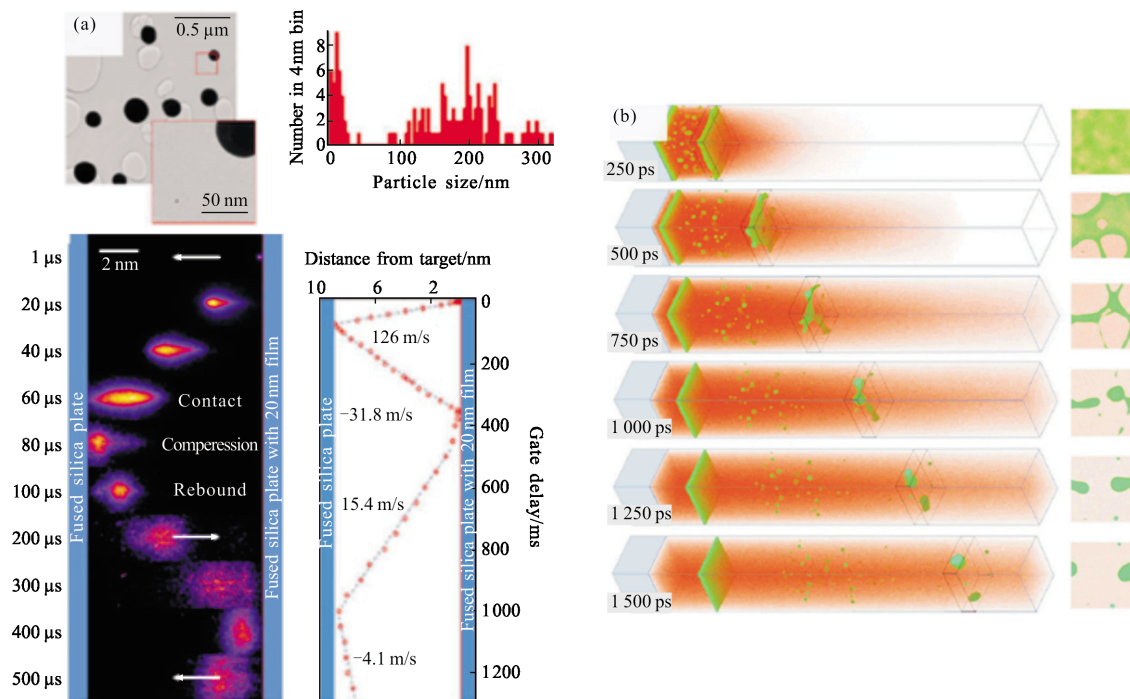 (a)
0.5 µm
50 nm
Number in 4nm bin
8
6
4
2
0
0
100
200
300
Particle size/nm
2 nm
1 µs
20 µs
40 µs
60 µs
80 µs
100 µs
200 µs
300 µs
400 µs
500 µs
Contact
Comperession
Rebound
Fused silica plate
Fused silica plate with 20nm film
Distance from target/nm
10
6
2
0
200
400
600
800
1000
1200
Gate delay/ms
126 m/s
−31.8 m/s
15.4 m/s
−4.1 m/s
Fused silica plate
Fused silica plate with 20nm film
(b)
250 ps
500 ps
750 ps
1 000 ps
1 250 ps
1 500 ps